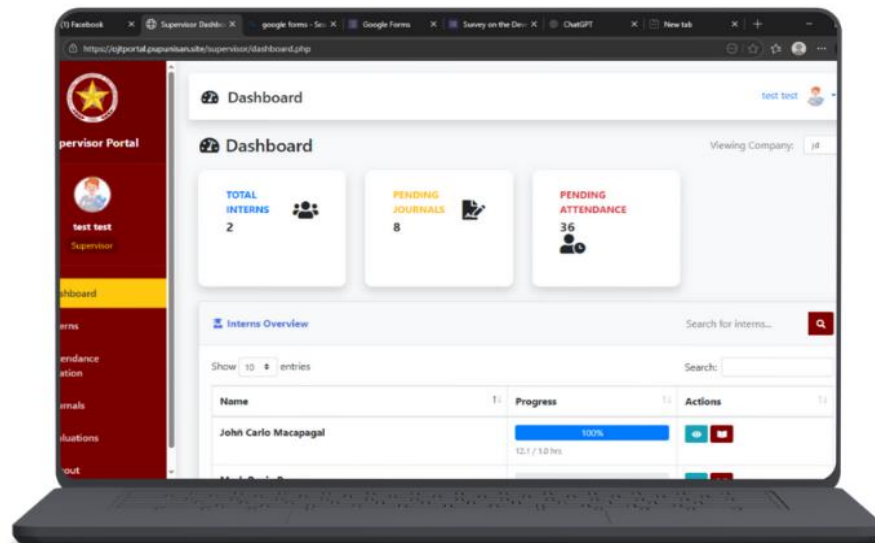 (1) Facebook
Supervisor Dashbo
google forms - Sea
Google Forms
Survey on the Dev
ChatGPT
New tab
https://ojtportal.pupunisan.site/supervisor/dashboard.php
pervisor Portal
test test
Supervisor
shboard
erns
endance
ation
urnals
luations
out
Dashboard
test test
Dashboard
Viewing Company:
jd
TOTAL
INTERNS
2
PENDING
JOURNALS
8
PENDING
ATTENDANCE
36
Interns Overview
Search for interns...
Show 10 entries
Search:
Name
Progress
Actions
Johñ Carlo Macapagal
100%
12.1 / 1.0 hrs